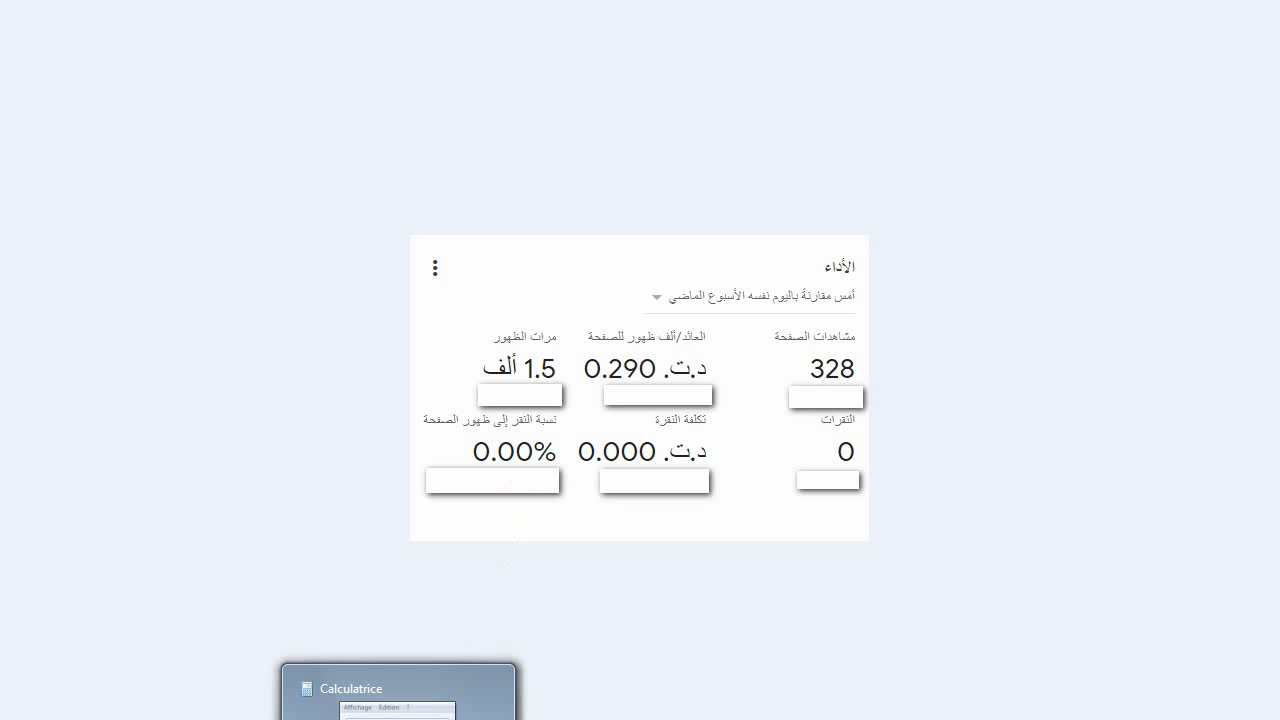 الأداء
أمس مقارنةً باليوم نفسه الأسبوع الماضي
مشاهدات الصفحة العائد/ألف ظهور للصفحة مرات الظهور
328 د.ت. 0.290 1.5 ألف
النقرات تكلفة النقرة نسبة النقر إلى ظهور الصفحة
0 د.ت. 0.000 0.00%
Calculatrice
Affichage Edition ?